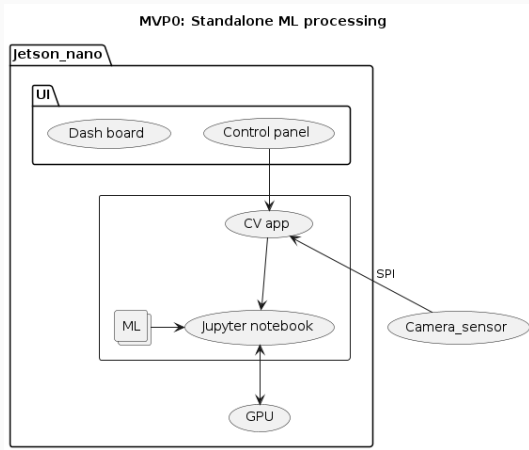 MVP0: Standalone ML processing
Jetson_nano
UI
Dash board
Control panel
CV app
SPI
ML
Jupyter notebook
Camera_sensor
GPU